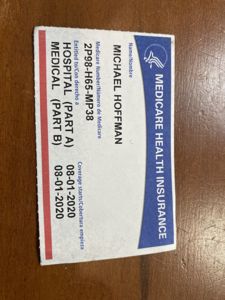 MEDICARE HEALTH INSURANCE
Name/Nombre
MICHAEL HOFFMAN
Medicare Number/Número de Medicare
2P98-H65-MP38
Entitled to/Con derecho a
Coverage starts/Cobertura empieza
HOSPITAL (PART A) 08-01-2020
MEDICAL (PART B) 08-01-2020